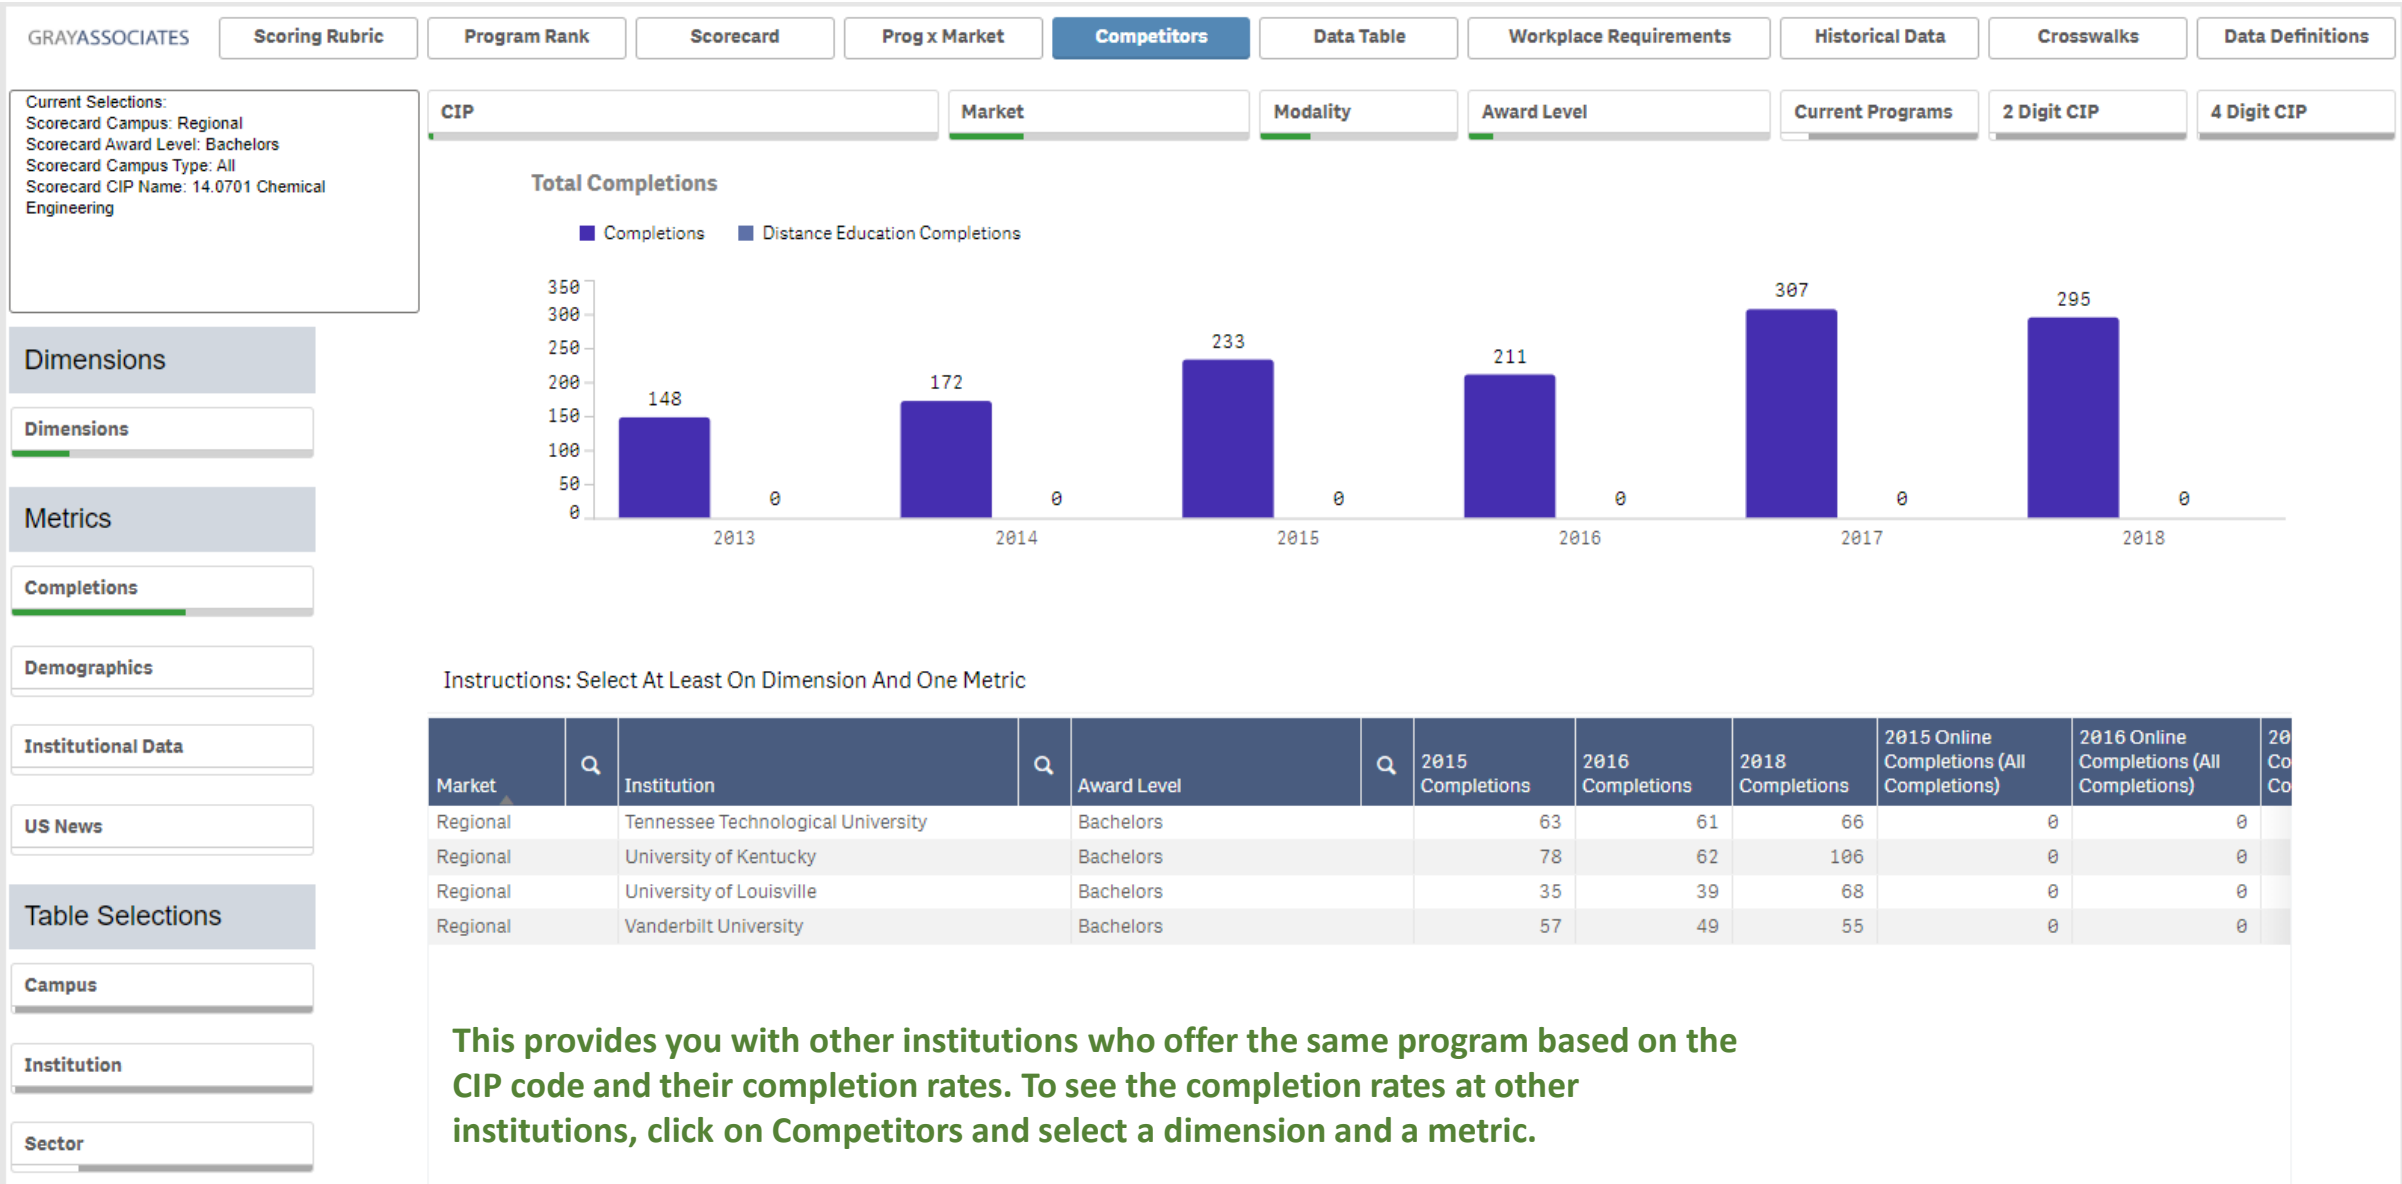 GRAYASSOCIATES
Scoring Rubric
Program Rank
Scorecard
Prog x Market
Competitors
Data Table
Workplace Requirements
Historical Data
Crosswalks
Data Definitions
Current Selections:
Scorecard Campus: Regional
Scorecard Award Level: Bachelors
Scorecard Campus Type: All
Scorecard CIP Name: 14.0701 Chemical
Engineering
CIP
Market
Modality
Award Level
Current Programs
2 Digit CIP
4 Digit CIP
Dimensions
Dimensions
Metrics
Completions
Demographics
Institutional Data
US News
Table Selections
Campus
Institution
Sector
Total Completions
Completions
Distance Education Completions
350
300
250
200
150
100
50
0
148
0
172
0
233
0
211
0
307
0
295
0
2013
2014
2015
2016
2017
2018
Instructions: Select At Least On Dimension And One Metric
Market
Institution
Award Level
2015
Completions
2016
Completions
2018
Completions
2015 Online
Completions (All
Completions)
2016 Online
Completions (All
Completions)
20
Co
Co
Regional Tennessee Technological University Bachelors 63 61 66 0 0
Regional University of Kentucky Bachelors 78 62 106 0 0
Regional University of Louisville Bachelors 35 39 68 0 0
Regional Vanderbilt University Bachelors 57 49 55 0 0
This provides you with other institutions who offer the same program based on the
CIP code and their completion rates. To see the completion rates at other
institutions, click on Competitors and select a dimension and a metric.